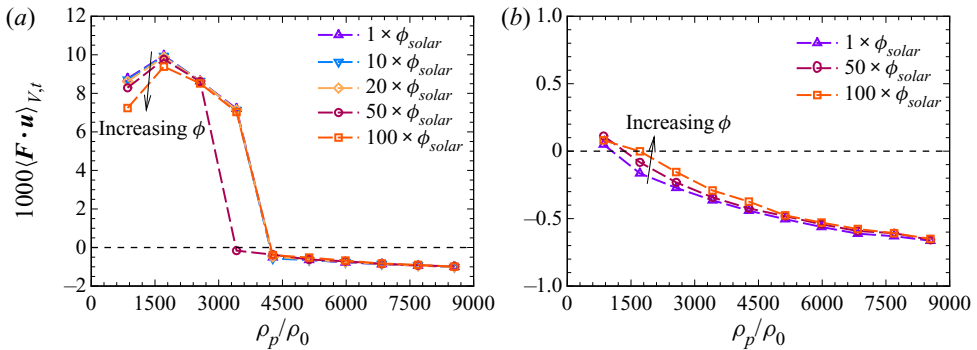 (a)
12
10
8
6
4
2
0
−2
1000⟨F·u⟩V,t
1 × ϕsolar
10 × ϕsolar
20 × ϕsolar
50 × ϕsolar
100 × ϕsolar
Increasing ϕ
0 1500 3000 4500 6000 7500 9000
ρp/ρ0
(b)
1.0
0.5
0
−0.5
−1.0
1 × ϕsolar
50 × ϕsolar
100 × ϕsolar
Increasing ϕ
0 1500 3000 4500 6000 7500 9000
ρp/ρ0